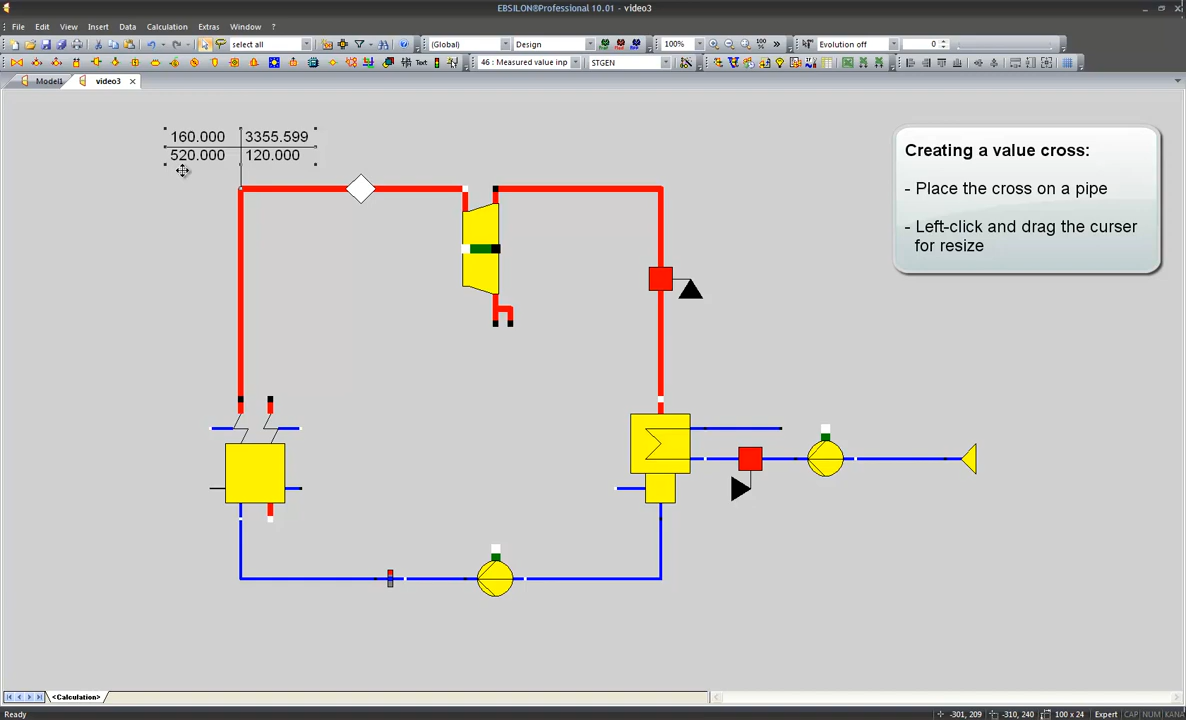 EBSILON®Professional 10.01 - video3
File Edit View Insert Data Calculation Extras Window ?
select all (Global) Design 100% Evolution off 0
Text 46 : Measured value inp STGEN
Model1 video3
160.000 3355.599
520.000 120.000
Creating a value cross:
- Place the cross on a pipe
- Left-click and drag the curser
for resize
<Calculation>
Ready -301, 209 -310, 240 100 x 24 Expert CAP NUM KANA